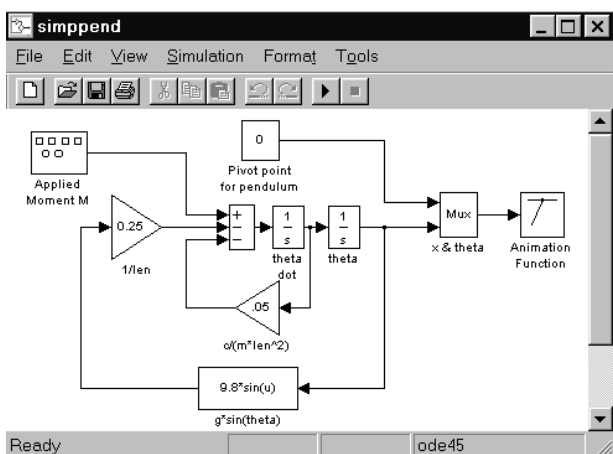 simppend
File Edit View Simulation Format Tools
0
Applied
Moment M
Pivot point
for pendulum
0.25
1/len
+
−
−
1
s
theta
dot
1
s
theta
Mux
x & theta
Animation
Function
.05
c/(m*len^2)
9.8*sin(u)
g*sin(theta)
Ready
ode45